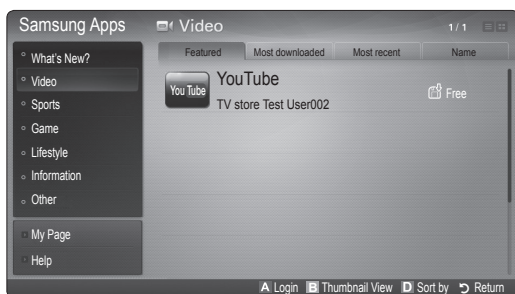 Samsung Apps
Video
1/1
What's New?
Video
Sports
Game
Lifestyle
Information
Other
My Page
Help
Featured
Most downloaded
Most recent
Name
You Tube
YouTube
TV store Test User002
Free
A Login B Thumbnail View D Sort by Return